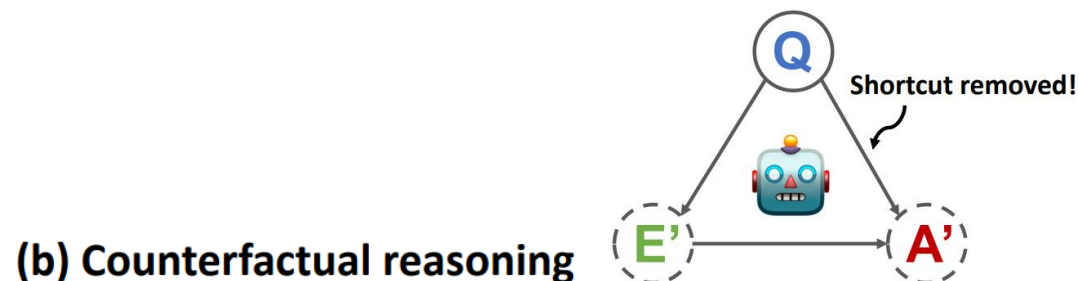 Q
Shortcut removed!
E’
A’
(b) Counterfactual reasoning